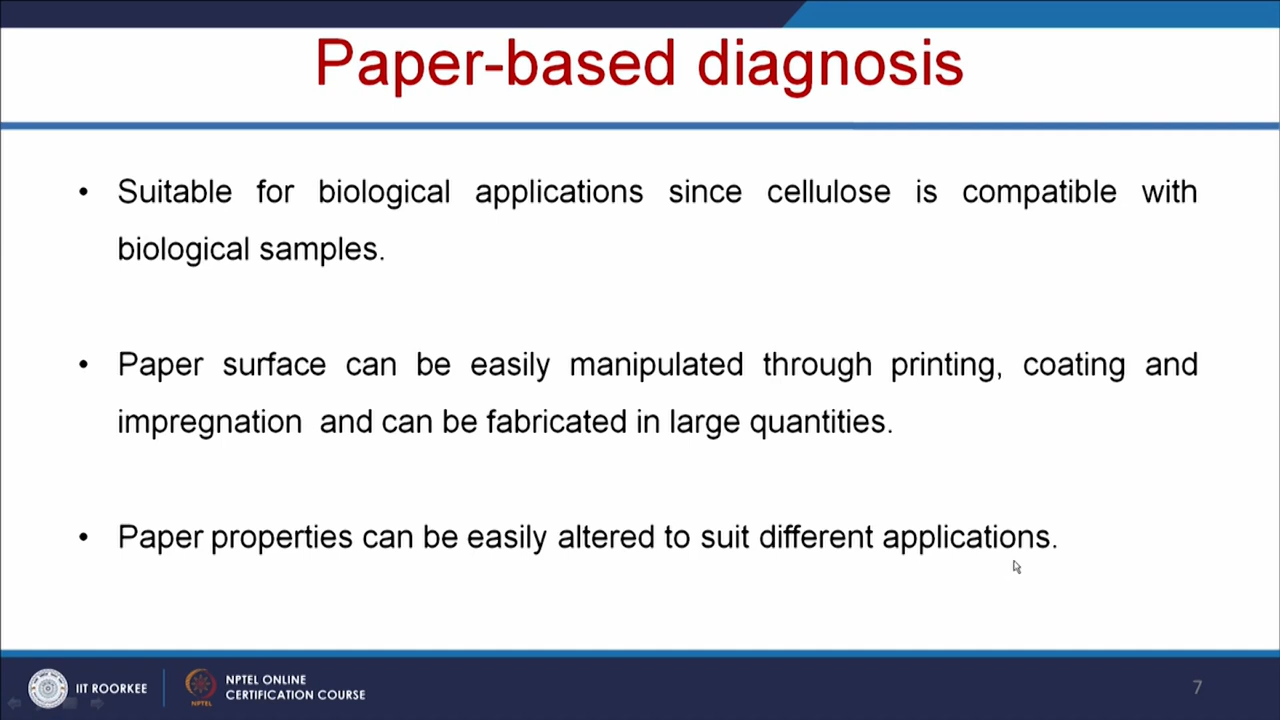 Paper-based diagnosis
• Suitable for biological applications since cellulose is compatible with
biological samples.
• Paper surface can be easily manipulated through printing, coating and
impregnation and can be fabricated in large quantities.
• Paper properties can be easily altered to suit different applications.
IIT ROORKEE
NPTEL
NPTEL ONLINE
CERTIFICATION COURSE
7